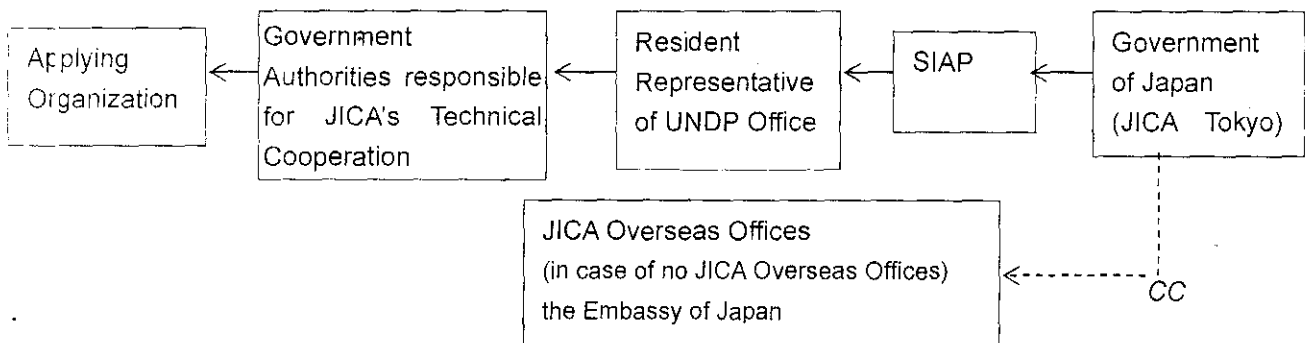 Applying
Organization
Government
Authorities responsible
for JICA's Technical
Cooperation
Resident
Representative
of UNDP Office
SIAP
Government
of Japan
(JICA Tokyo)
JICA Overseas Offices
(in case of no JICA Overseas Offices)
the Embassy of Japan
CC